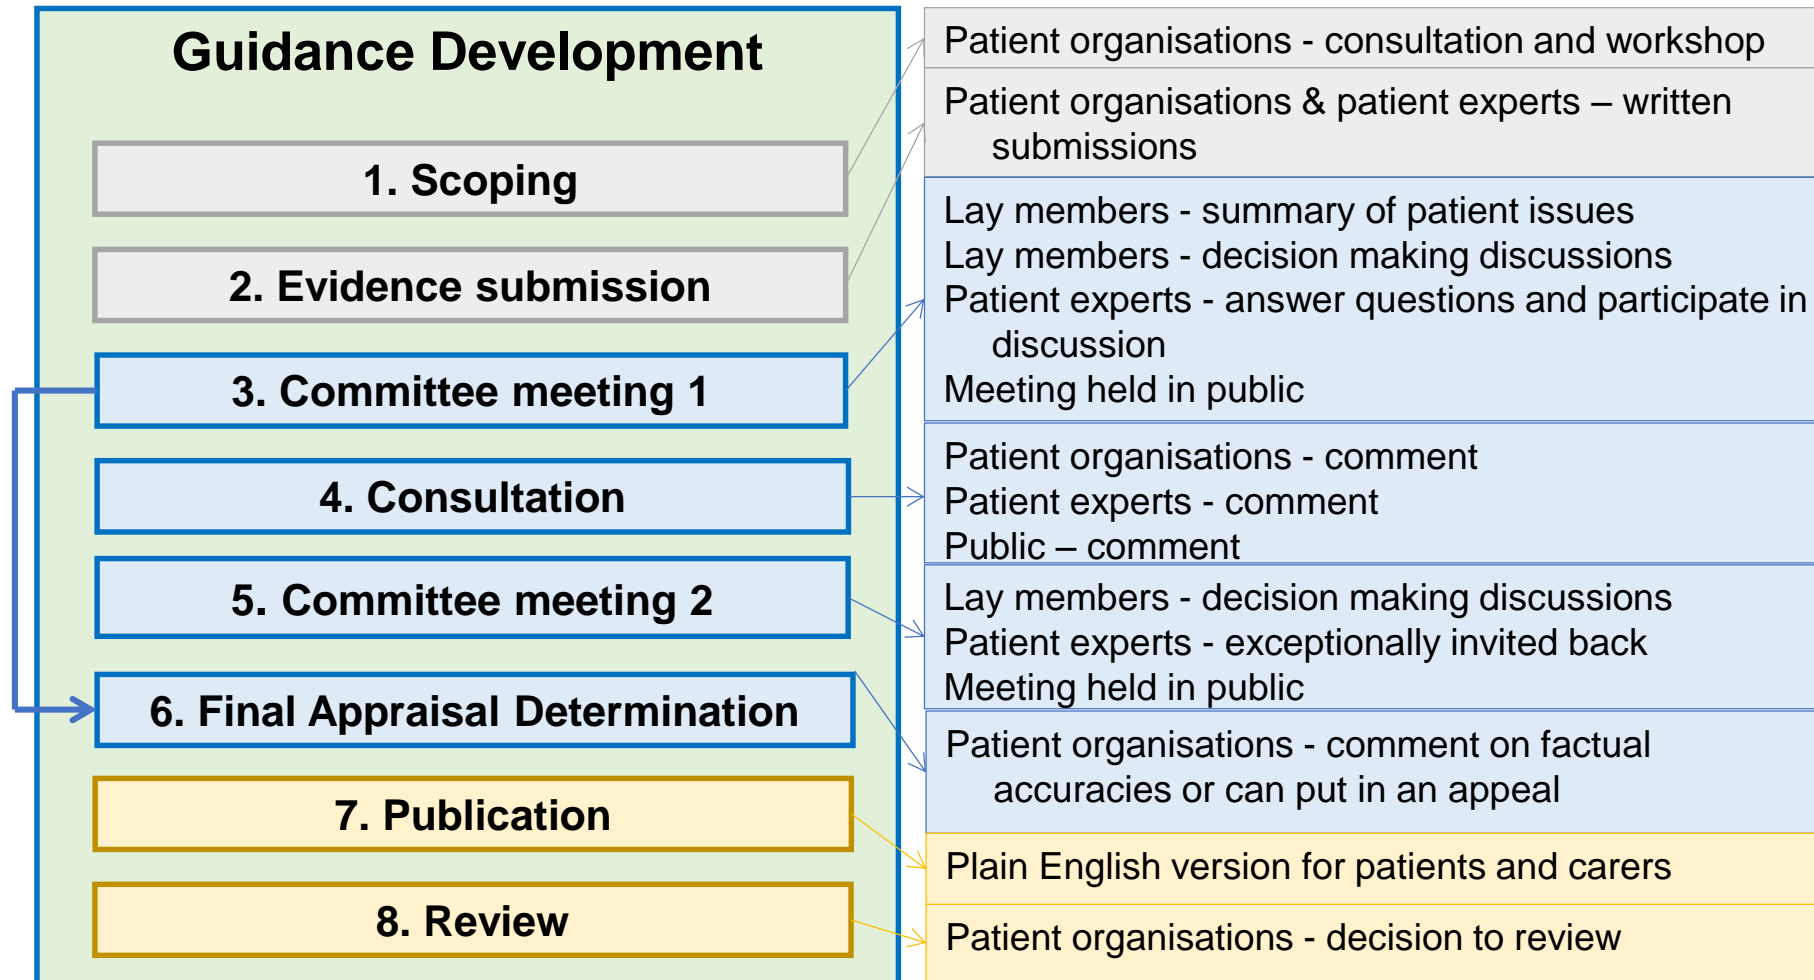 Guidance Development
1. Scoping
2. Evidence submission
3. Committee meeting 1
4. Consultation
5. Committee meeting 2
6. Final Appraisal Determination
7. Publication
8. Review
Patient organisations - consultation and workshop
Patient organisations & patient experts – written
submissions
Lay members - summary of patient issues
Lay members - decision making discussions
Patient experts - answer questions and participate in
discussion
Meeting held in public
Patient organisations - comment
Patient experts - comment
Public – comment
Lay members - decision making discussions
Patient experts - exceptionally invited back
Meeting held in public
Patient organisations - comment on factual
accuracies or can put in an appeal
Plain English version for patients and carers
Patient organisations - decision to review